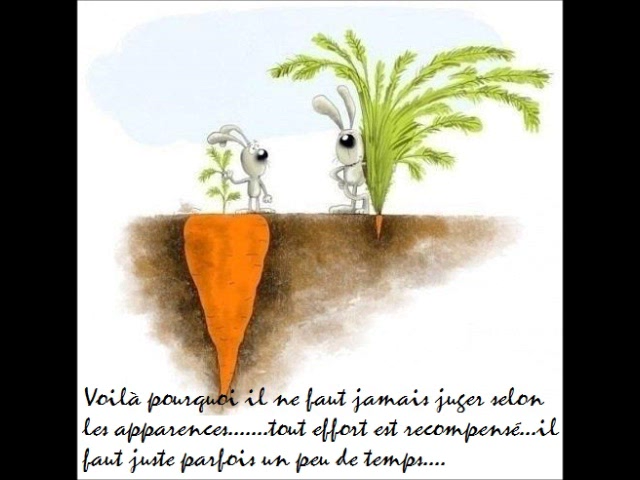 Voilà pourquoi il ne faut jamais juger selon
les apparences.......tout effort est recompensé...il
faut juste parfois un peu de temps....